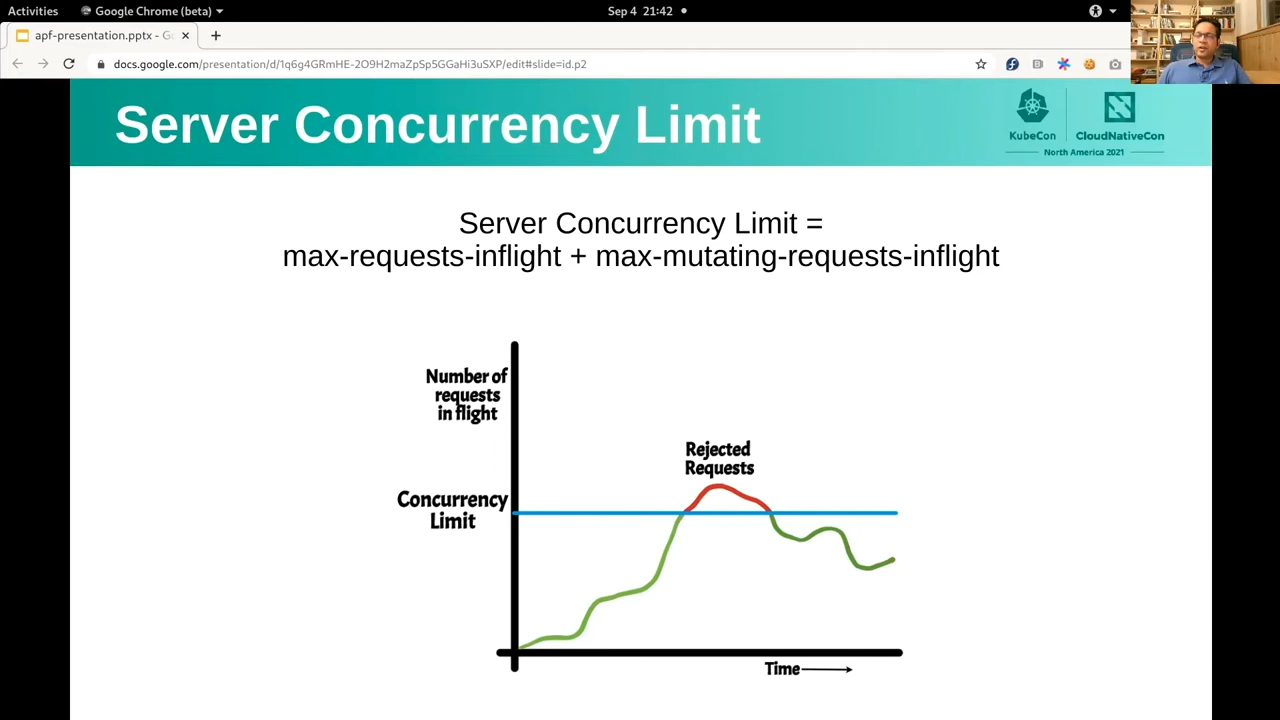 Activities
Google Chrome (beta)
Sep 4 21:42
apf-presentation.pptx - Go
docs.google.com/presentation/d/1q6g4GRmHE-2O9H2maZpSp5GGaHi3uSXP/edit#slide=id.p2
Server Concurrency Limit
KubeCon
CloudNativeCon
North America 2021
Server Concurrency Limit =
max-requests-inflight + max-mutating-requests-inflight
Number of
requests
in flight
Rejected
Requests
Concurrency
Limit
Time